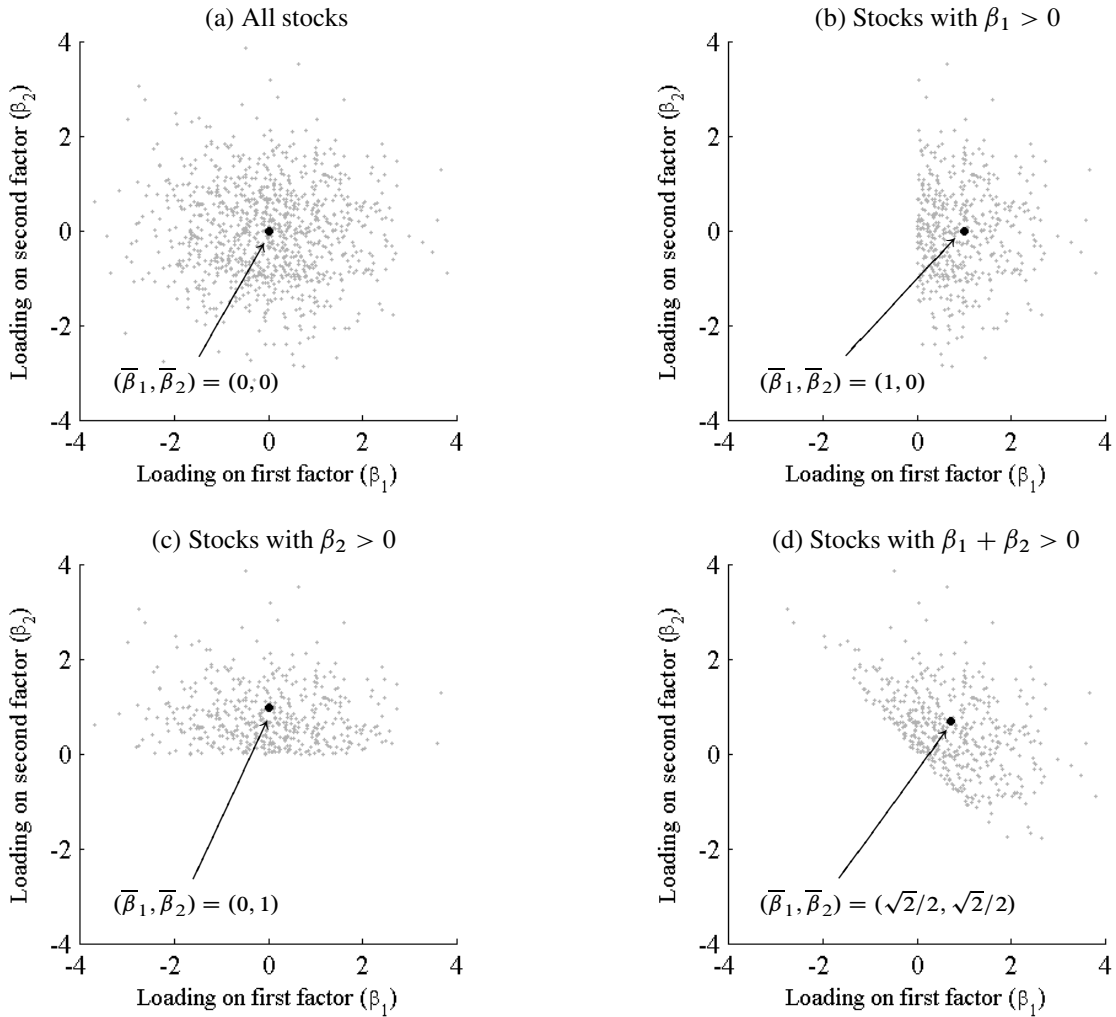 (a) All stocks
4
2
0
-2
-4
-4 -2 0 2 4
Loading on second factor (β₂)
(β̅₁, β̅₂) = (0, 0)
Loading on first factor (β₁)
(b) Stocks with β₁ > 0
4
2
0
-2
-4
-4 -2 0 2 4
Loading on second factor (β₂)
(β̅₁, β̅₂) = (1, 0)
Loading on first factor (β₁)
(c) Stocks with β₂ > 0
4
2
0
-2
-4
-4 -2 0 2 4
Loading on second factor (β₂)
(β̅₁, β̅₂) = (0, 1)
Loading on first factor (β₁)
(d) Stocks with β₁ + β₂ > 0
4
2
0
-2
-4
-4 -2 0 2 4
Loading on second factor (β₂)
(β̅₁, β̅₂) = (√2/2, √2/2)
Loading on first factor (β₁)